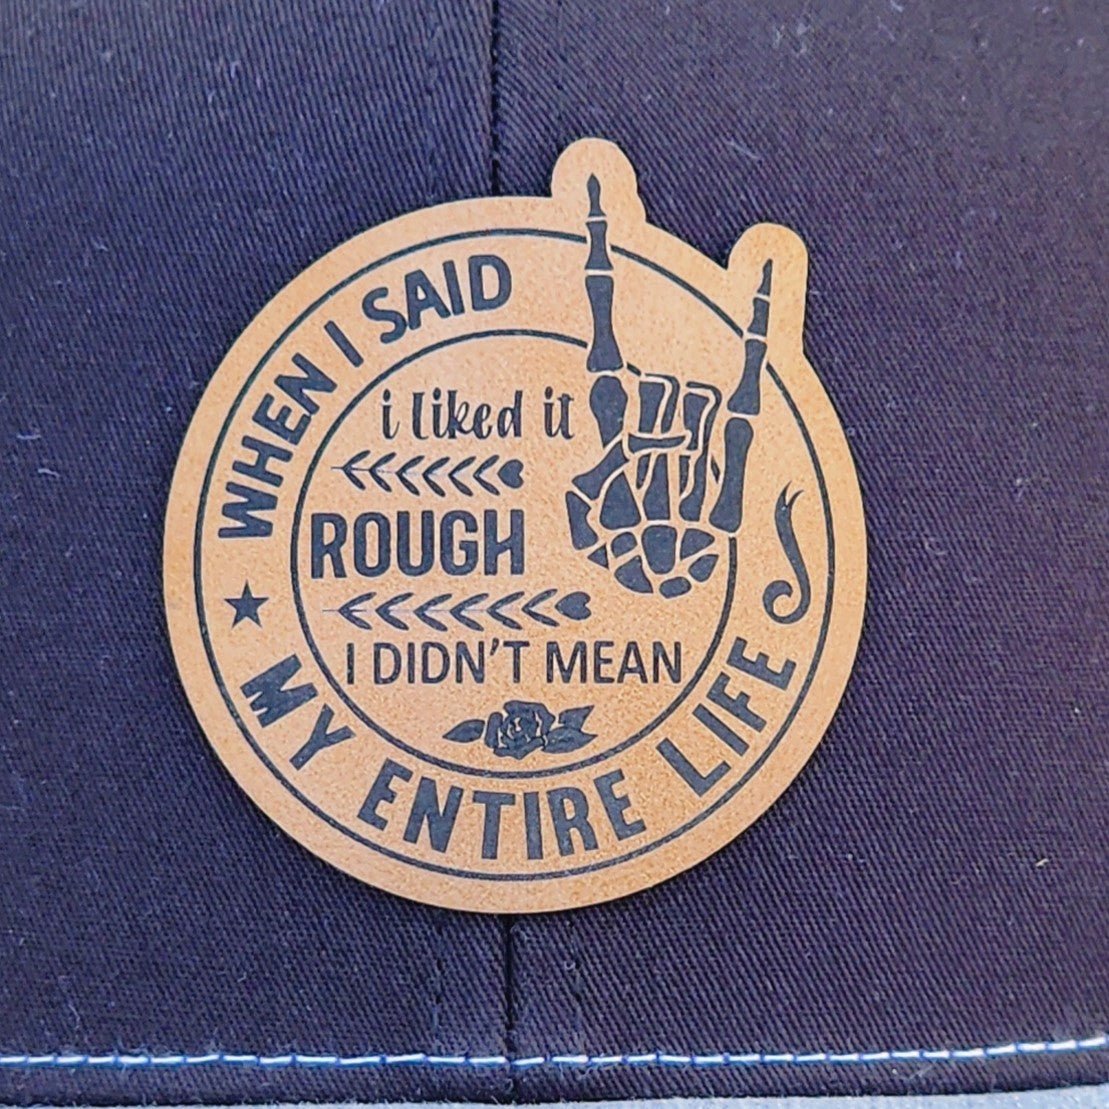 WHEN I SAID
i liked it
ROUGH
I DIDN'T MEAN
MY ENTIRE LIFE